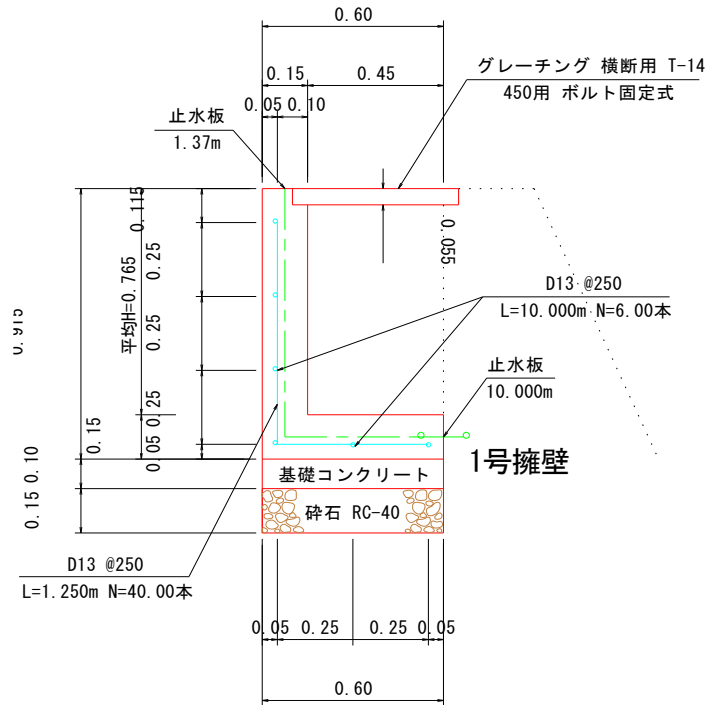 0.60
0.15 0.45
0.05 0.10
グレーチング 横断用 T-14
450用 ボルト固定式
止水板
1.37m
0.115
0.25
平均H=0.765
0.25
0.25
0.05
0.055
0.915
0.15
0.10
0.15
D13 @250
L=10.000m N=6.00本
止水板
10.000m
1号擁壁
基礎コンクリート
砕石 RC-40
D13 @250
L=1.250m N=40.00本
0.05 0.25 0.25 0.05
0.60